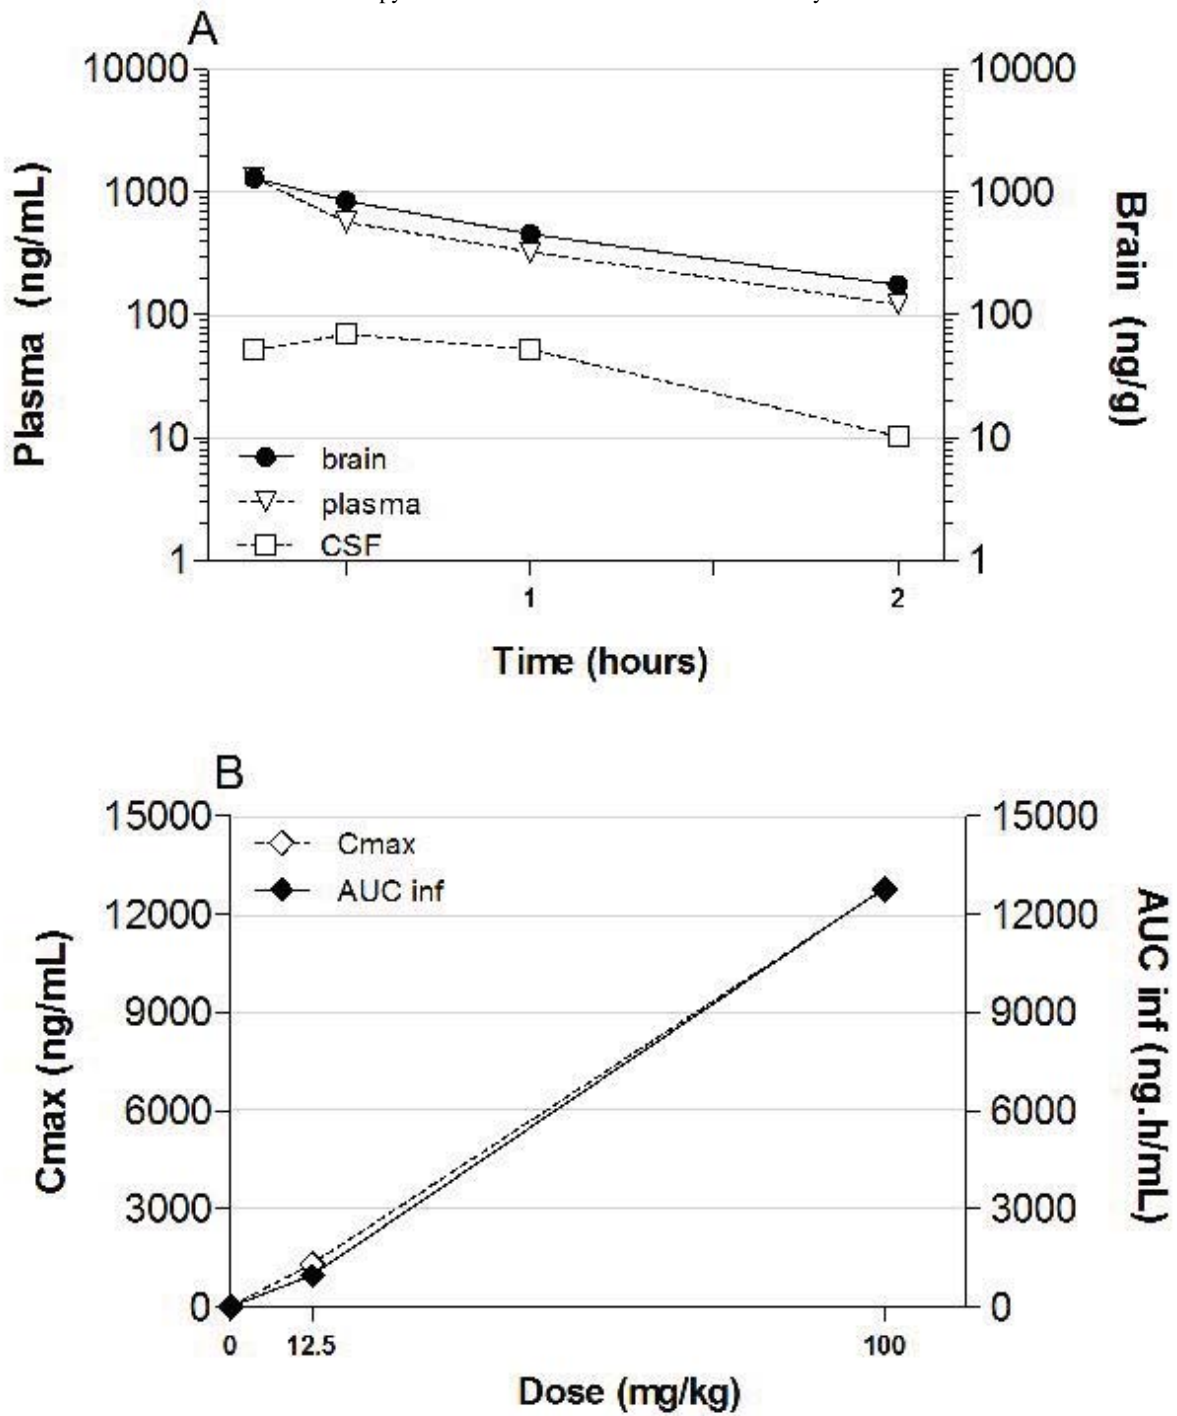 A
10000
1000
100
10
1
10000
1000
100
10
1
Plasma (ng/mL)
Brain (ng/g)
brain
plasma
CSF
1
2
Time (hours)
B
15000
12000
9000
6000
3000
0
15000
12000
9000
6000
3000
0
Cmax (ng/mL)
AUC inf (ng.h/mL)
Cmax
AUC inf
0
12.5
100
Dose (mg/kg)